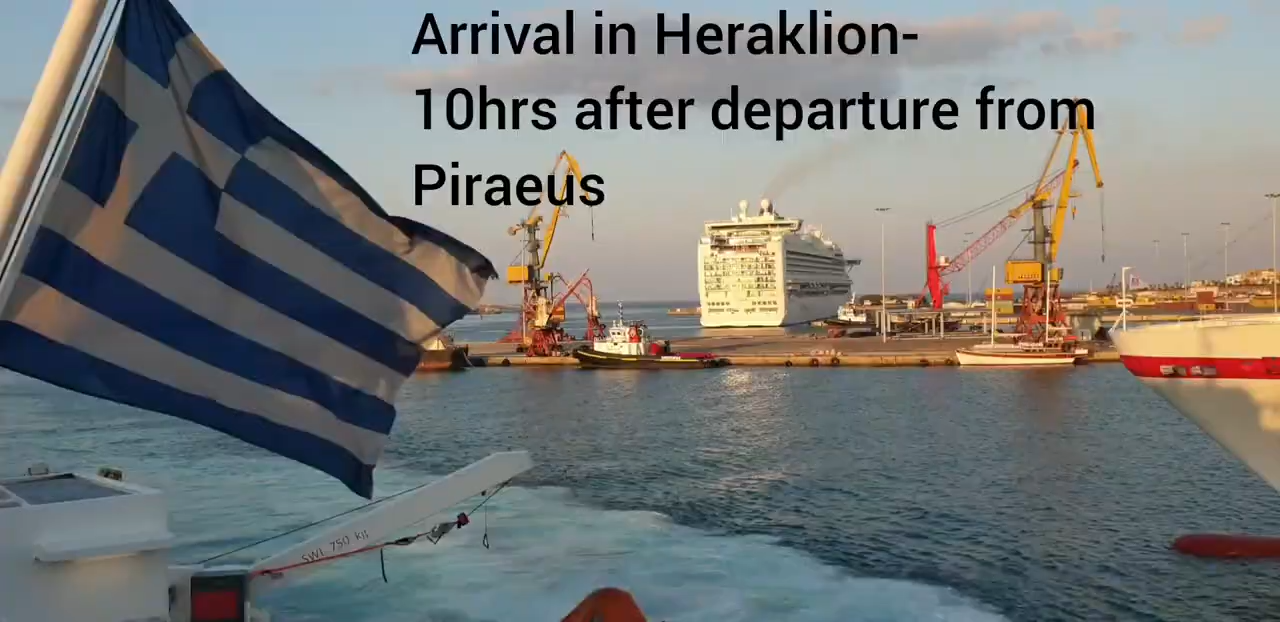 Arrival in Heraklion-
10hrs after departure from
Piraeus
SWL 750 KG